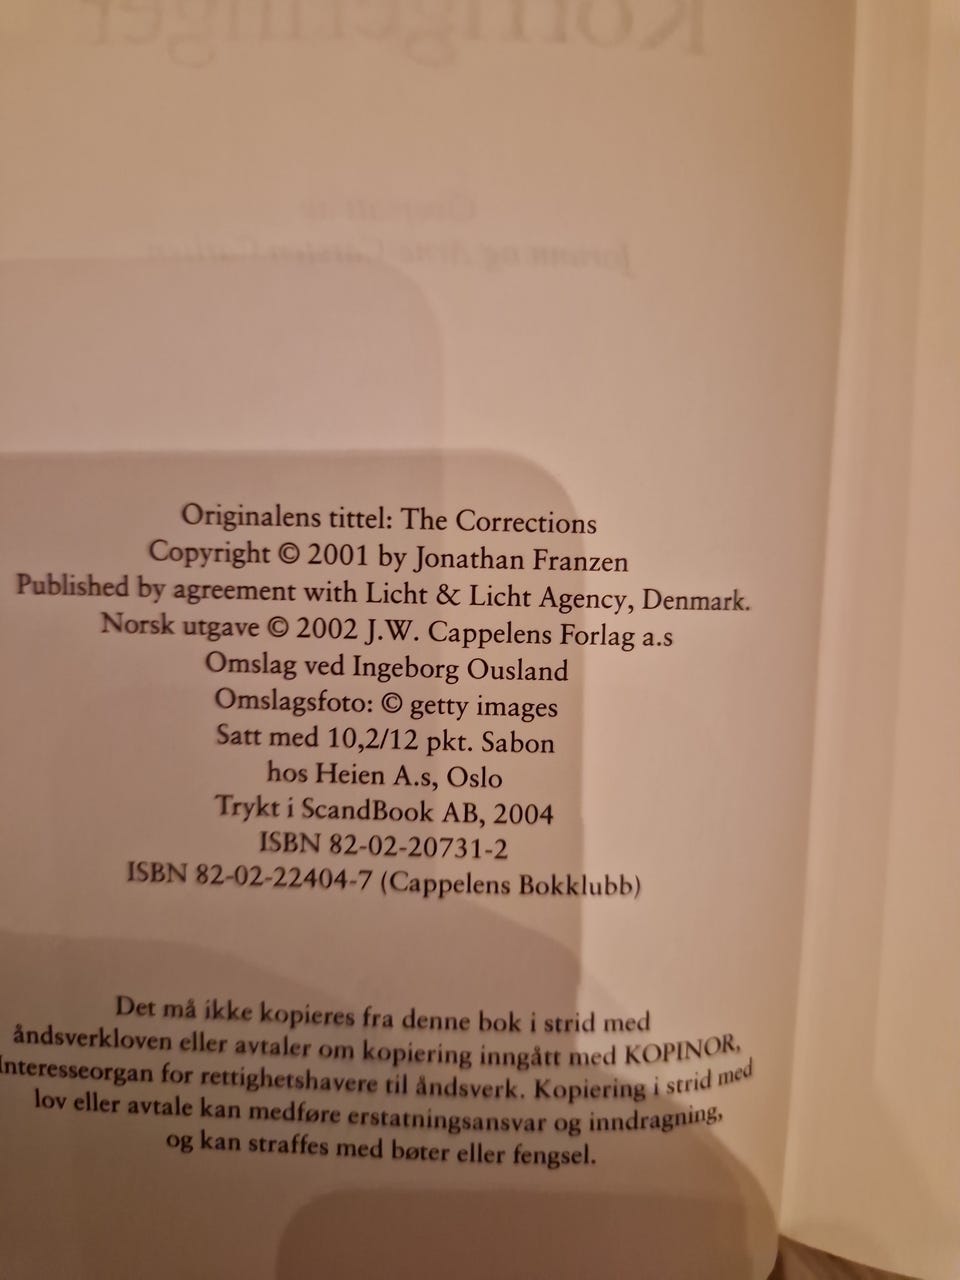 Korrigeringer
Originalens tittel: The Corrections
Copyright © 2001 by Jonathan Franzen
Published by agreement with Licht & Licht Agency, Denmark.
Norsk utgave © 2002 J.W. Cappelens Forlag a.s
Omslag ved Ingeborg Ousland
Omslagsfoto: © getty images
Satt med 10,2/12 pkt. Sabon
hos Heien A.s, Oslo
Trykt i ScandBook AB, 2004
ISBN 82-02-20731-2
ISBN 82-02-22404-7 (Cappelens Bokklubb)
Det må ikke kopieres fra denne bok i strid med
åndsverkloven eller avtaler om kopiering inngått med KOPINOR,
Interesseorgan for rettighetshavere til åndsverk. Kopiering i strid med
lov eller avtale kan medføre erstatningsansvar og inndragning,
og kan straffes med bøter eller fengsel.